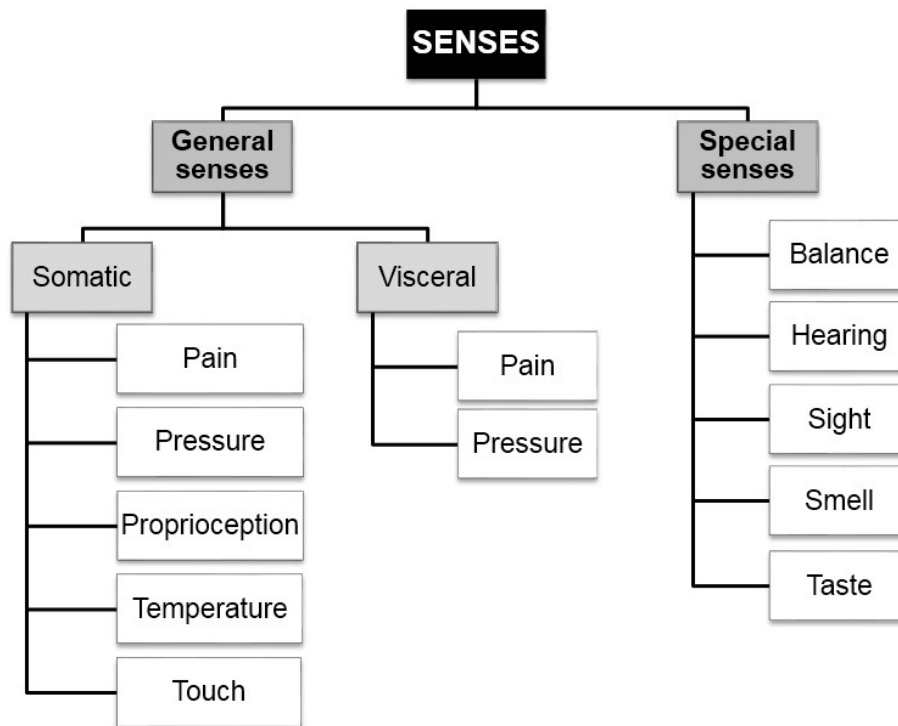 SENSES
General
senses
Special
senses
Somatic
Visceral
Pain
Pressure
Proprioception
Temperature
Touch
Pain
Pressure
Balance
Hearing
Sight
Smell
Taste